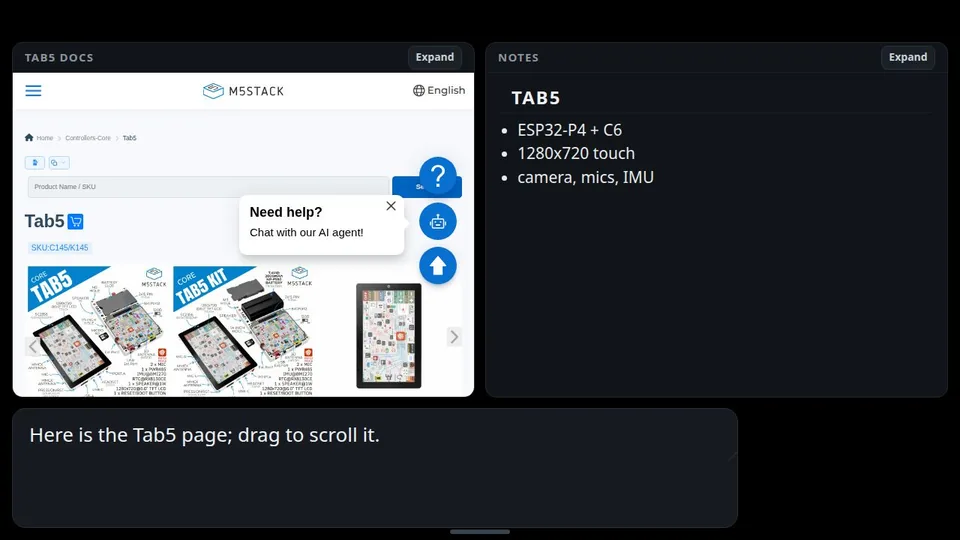 TAB5 DOCS
Expand
M5STACK
English
Home
Controllers-Core
Tab5
Product Name / SKU
Need help?
Chat with our AI agent!
Tab5
SKU:C145/K145
CORE
TAB5
M5STACK
CORE
TAB5 KIT
M5STACK
NOTES
Expand
TAB5
• ESP32-P4 + C6
• 1280x720 touch
• camera, mics, IMU
Here is the Tab5 page; drag to scroll it.